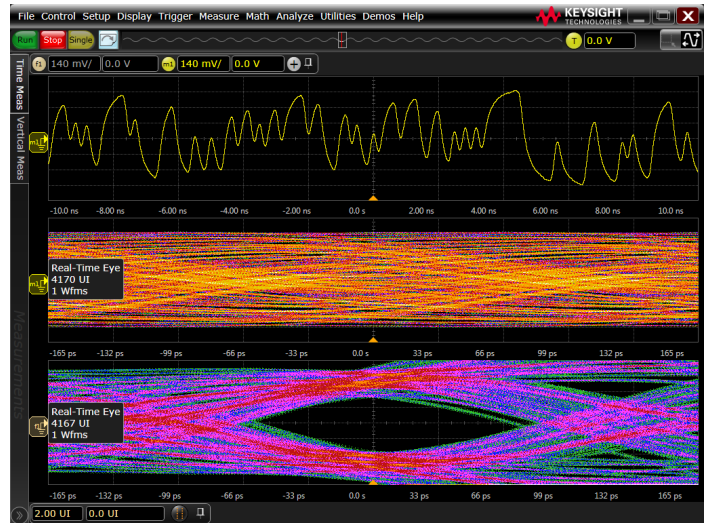 File Control Setup Display Trigger Measure Math Analyze Utilities Demos Help
KEYSIGHT
TECHNOLOGIES
Run Stop Single T 0.0 V
f1 140 mV/ 0.0 V m1 140 mV/ 0.0 V
Time Meas
Vertical Meas
m1
-10.0 ns -8.00 ns -6.00 ns -4.00 ns -2.00 ns 0.0 s 2.00 ns 4.00 ns 6.00 ns 8.00 ns 10.0 ns
m1
Real-Time Eye
4170 UI
1 Wfms
Measurements
-165 ps -132 ps -99 ps -66 ps -33 ps 0.0 s 33 ps 66 ps 99 ps 132 ps 165 ps
Real-Time Eye
4167 UI
1 Wfms
-165 ps -132 ps -99 ps -66 ps -33 ps 0.0 s 33 ps 66 ps 99 ps 132 ps 165 ps
2.00 UI 0.0 UI